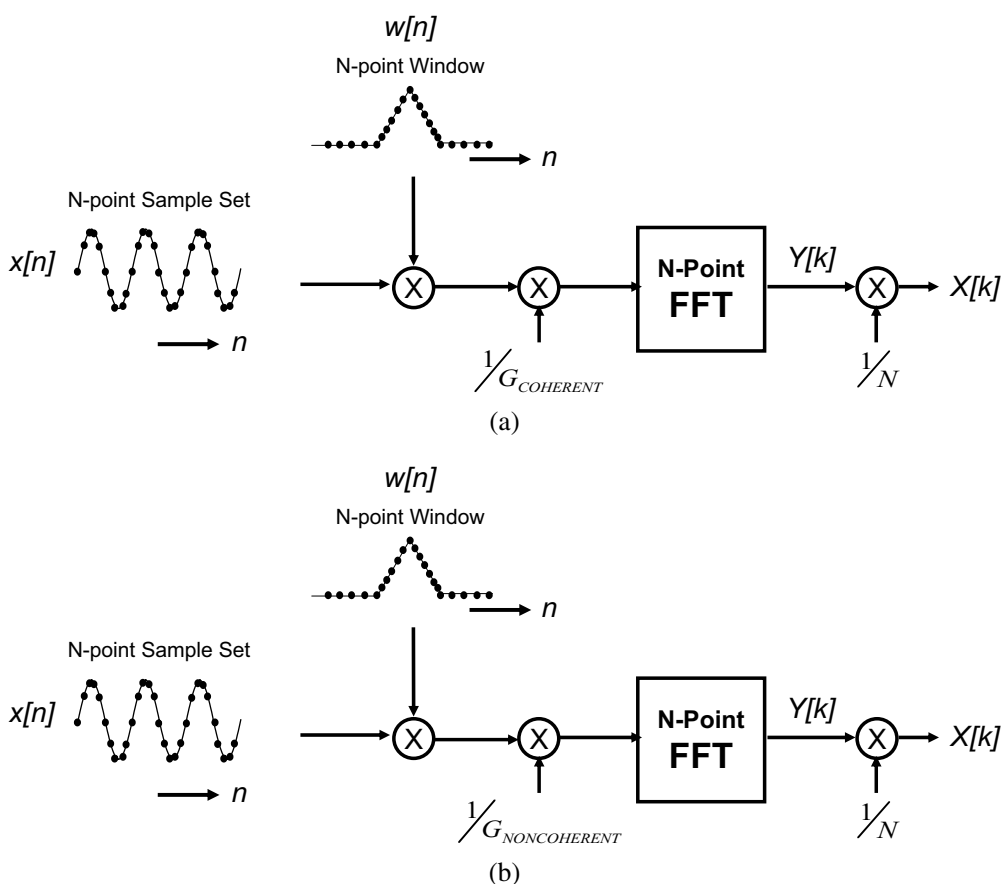 w[n]
N-point Window
n
N-point Sample Set
x[n]
n
X
X
1/G_COHERENT
N-Point
FFT
Y[k]
X
1/N
X[k]
(a)
w[n]
N-point Window
n
N-point Sample Set
x[n]
n
X
X
1/G_NONCOHERENT
N-Point
FFT
Y[k]
X
1/N
X[k]
(b)